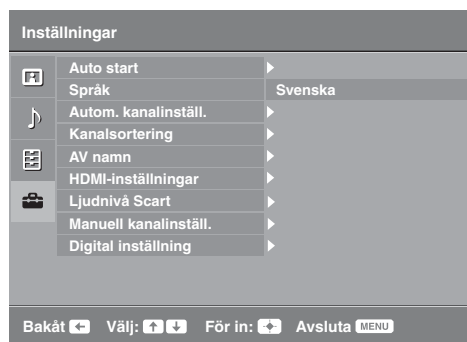 Inställningar
Auto start
Språk Svenska
Autom. kanalinställ.
Kanalsortering
AV namn
HDMI-inställningar
Ljudnivå Scart
Manuell kanalinställ.
Digital inställning
Bakåt Välj: För in: Avsluta MENU